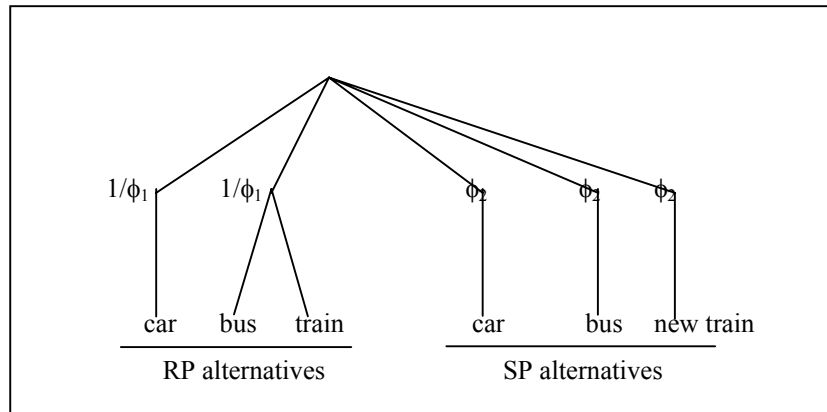 1/ϕ₁ 1/ϕ₁ ϕ₂ ϕ₂ ϕ₂
car bus train car bus new train
RP alternatives SP alternatives